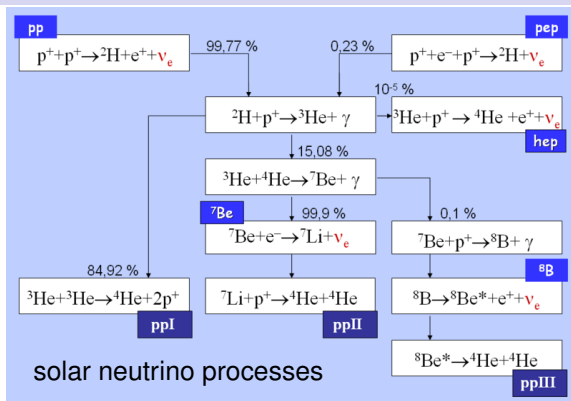 pp
pep
p⁺+p⁺→²H+e⁺+νₑ
99,77 %
0,23 %
p⁺+e⁻+p⁺→²H+νₑ
10⁻⁵ %
²H+p⁺→³He+ γ
³He+p⁺→ ⁴He +e⁺+νₑ
hep
15,08 %
³He+⁴He→⁷Be+ γ
⁷Be
99,9 %
0,1 %
⁷Be+e⁻→⁷Li+νₑ
⁷Be+p⁺→⁸B+ γ
84,92 %
⁸B
³He+³He→⁴He+2p⁺
⁷Li+p⁺→⁴He+⁴He
⁸B→⁸Be*+e⁺+νₑ
ppI
ppII
⁸Be*→⁴He+⁴He
solar neutrino processes
ppIII